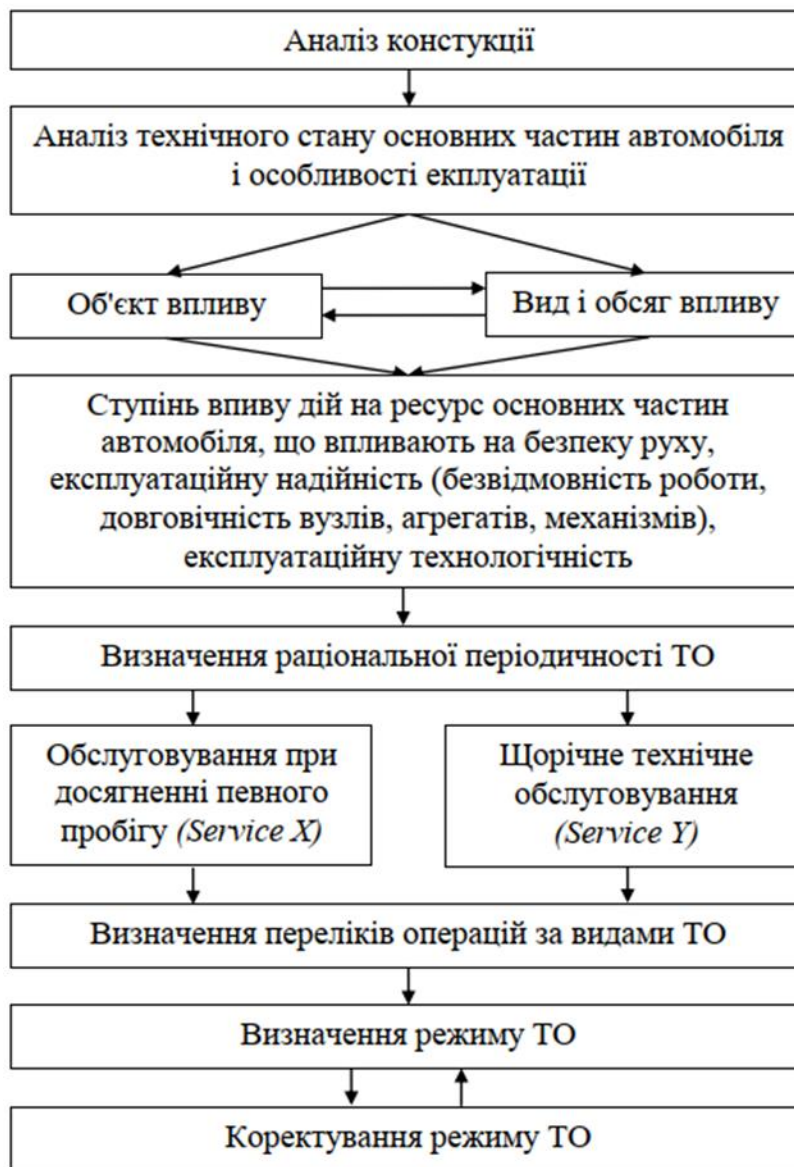 Аналіз констукції
Аналіз технічного стану основних частин автомобіля
і особливості екплуатації
Об'єкт впливу
Вид і обсяг впливу
Ступінь впиву дій на ресурс основних частин
автомобіля, що впливають на безпеку руху,
експлуатаційну надійність (безвідмовність роботи,
довговічність вузлів, агрегатів, механізмів),
експлуатаційну технологічність
Визначення раціональної періодичності ТО
Обслуговування при
досягненні певного
пробігу (Service X)
Щорічне технічне
обслуговування
(Service Y)
Визначення переліків операцій за видами ТО
Визначення режиму ТО
Коректування режиму ТО